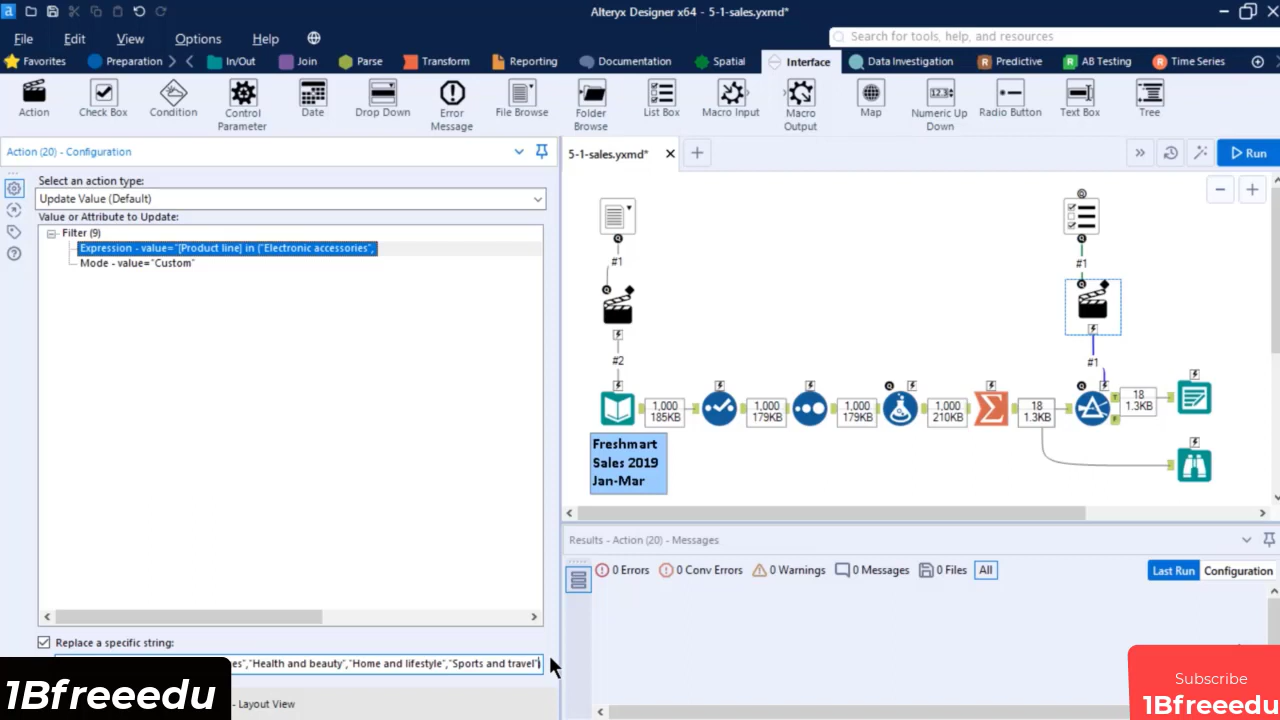 Alteryx Designer x64 - 5-1-sales.yxmd*
File Edit View Options Help
Search for tools, help, and resources
Favorites Preparation In/Out Join Parse Transform Reporting Documentation Spatial Interface Data Investigation Predictive AB Testing Time Series
Action Check Box Condition Control Parameter Date Drop Down Error Message File Browse Folder Browse List Box Macro Input Macro Output Map Numeric Up Down Radio Button Text Box Tree
Action (20) - Configuration
5-1-sales.yxmd*
Run
Select an action type:
Update Value (Default)
Value or Attribute to Update:
Filter (9)
Expression - value="[Product line] in ("Electronic accessories",
Mode - value="Custom"
#1
#1
#2
#1
1,000
185KB
1,000
179KB
1,000
179KB
1,000
210KB
18
1.3KB
18
1.3KB
Freshmart
Sales 2019
Jan-Mar
Results - Action (20) - Messages
0 Errors 0 Conv Errors 0 Warnings 0 Messages 0 Files All
Last Run Configuration
Replace a specific string:
es","Health and beauty","Home and lifestyle","Sports and travel")
- Layout View
1Bfreeedu
Subscribe
1Bfreeedu